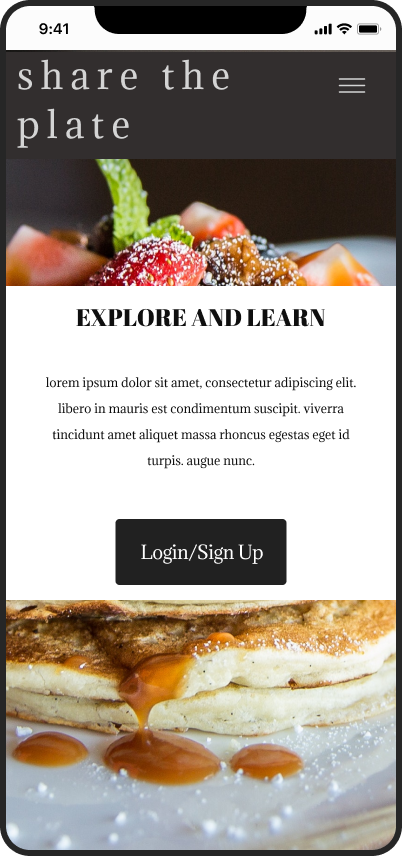 9:41
share the
plate
EXPLORE AND LEARN
lorem ipsum dolor sit amet, consectetur adipiscing elit.
libero in mauris est condimentum suscipit. viverra
tincidunt amet aliquet massa rhoncus egestas eget id
turpis. augue nunc.
Login/Sign Up